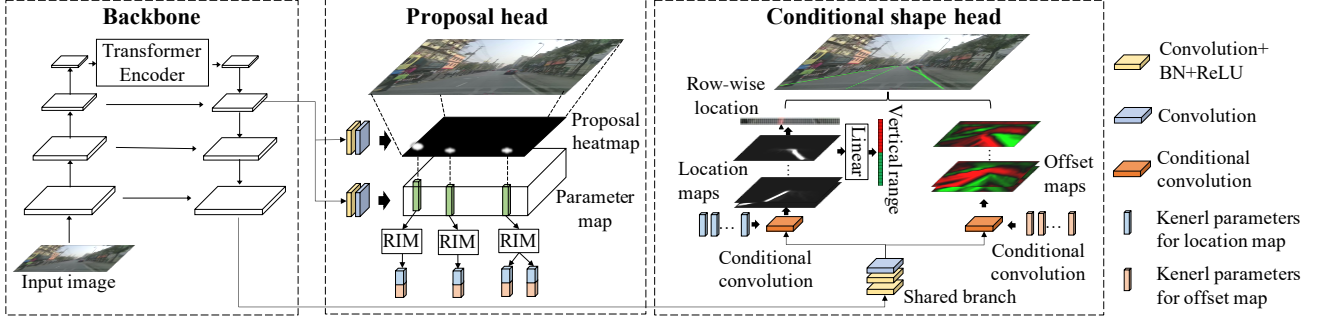 Backbone
Transformer
Encoder
Input image
Proposal head
Proposal
heatmap
Parameter
map
RIM
RIM
RIM
Conditional shape head
Row-wise
location
Linear
Vertical range
Location
maps
Offset
maps
Conditional
convolution
Conditional
convolution
Shared branch
Convolution+
BN+ReLU
Convolution
Conditional
convolution
Kenerl parameters
for location map
Kenerl parameters
for offset map